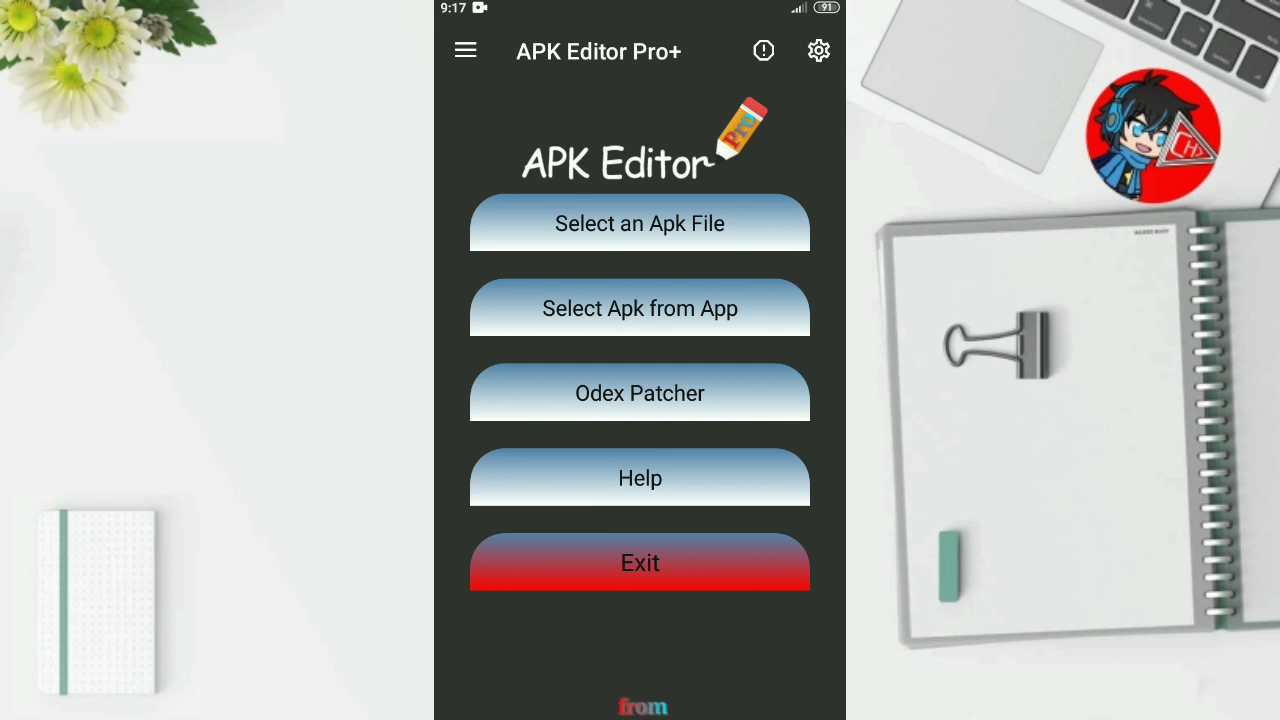 9:17
91
APK Editor Pro+
Pro
APK Editor
Select an Apk File
Select Apk from App
Odex Patcher
Help
Exit
from
CH